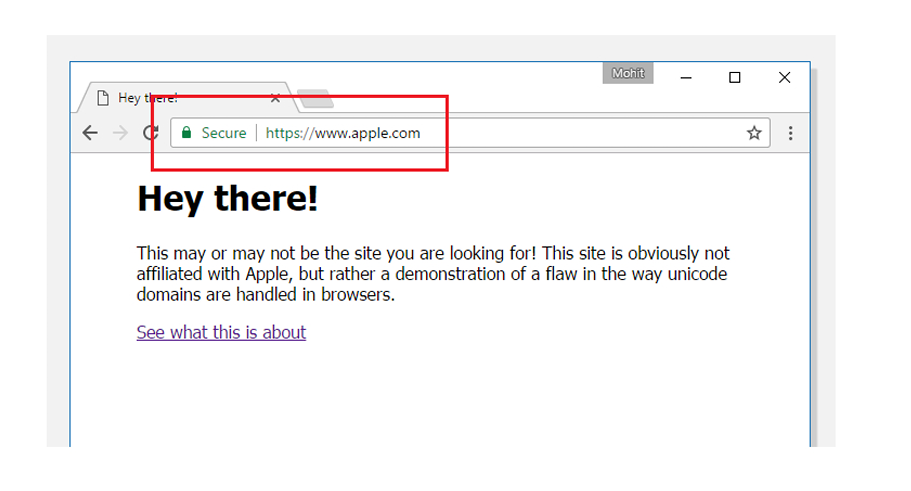 Mohit
Hey there!
Secure https://www.apple.com
Hey there!
This may or may not be the site you are looking for! This site is obviously not
affiliated with Apple, but rather a demonstration of a flaw in the way unicode
domains are handled in browsers.
See what this is about